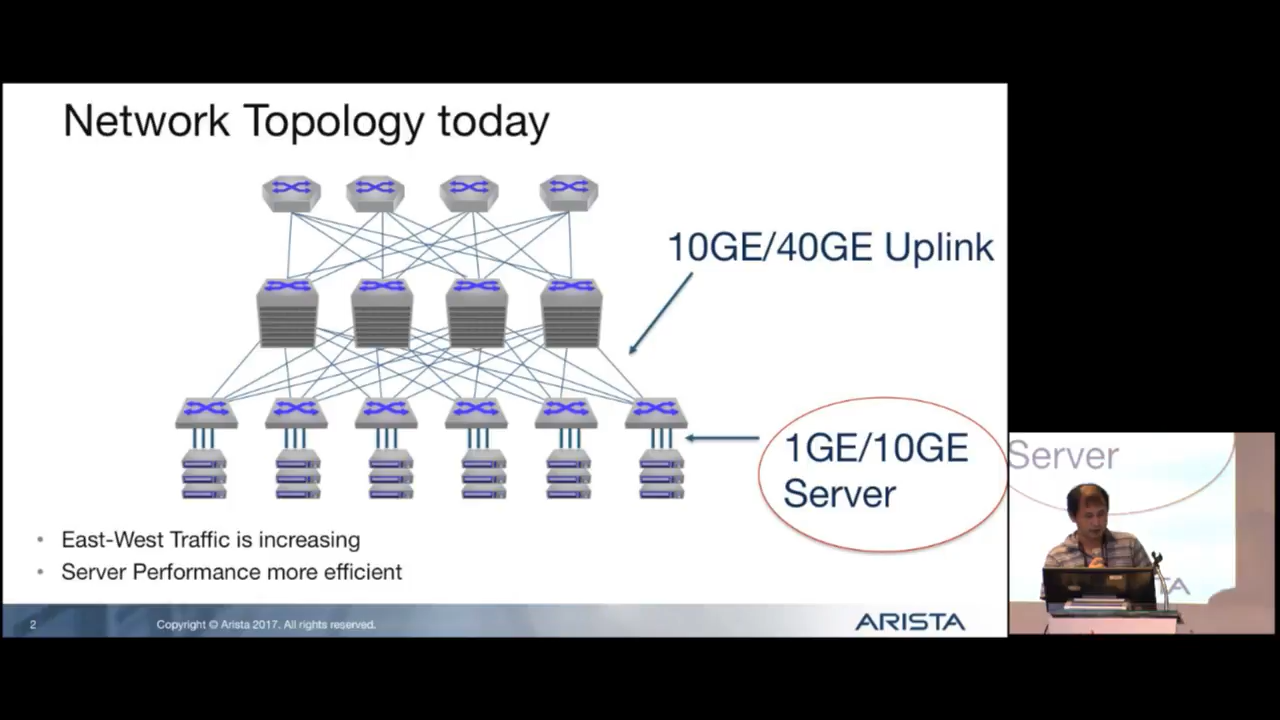 Network Topology today
10GE/40GE Uplink
1GE/10GE
Server
• East-West Traffic is increasing
• Server Performance more efficient
2
Copyright © Arista 2017. All rights reserved.
ARISTA
Server
TA